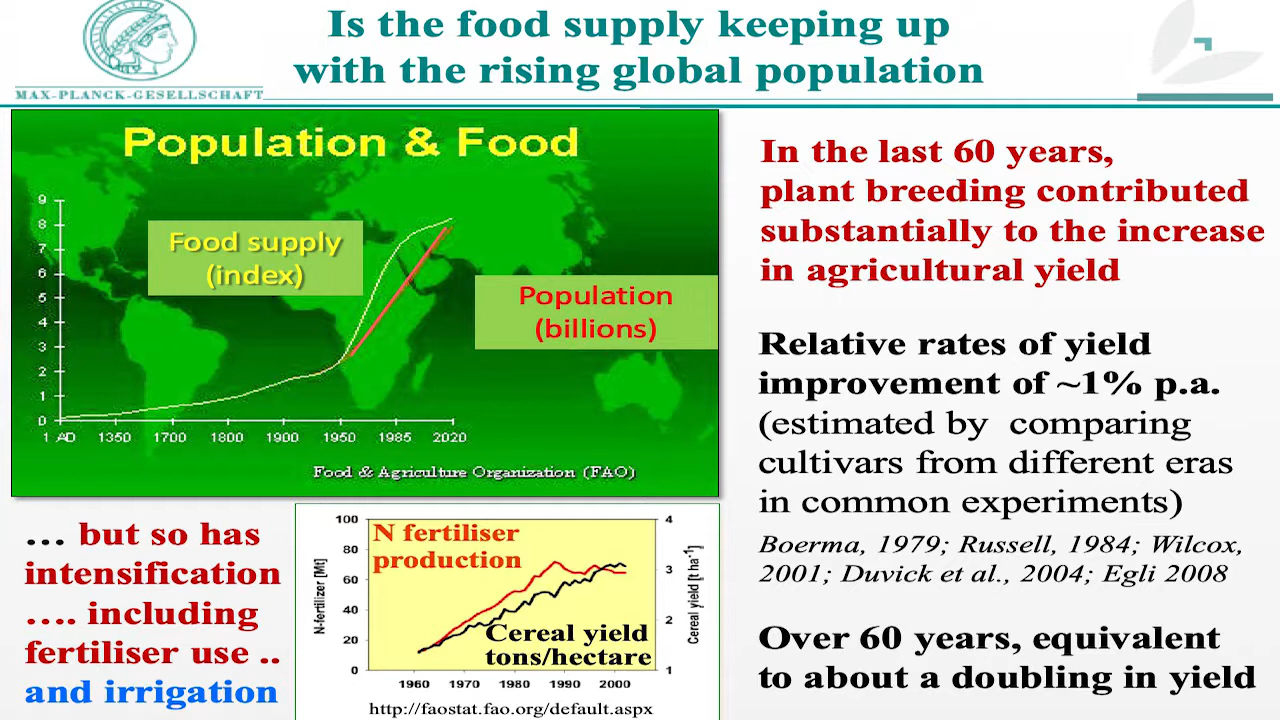 Is the food supply keeping up
with the rising global population
MAX-PLANCK-GESELLSCHAFT
Population & Food
9
8
7
6
5
4
3
2
1
0
Food supply
(index)
Population
(billions)
1 AD 1350 1700 1800 1900 1950 1985 2020
Food & Agriculture Organization (FAO)
In the last 60 years,
plant breeding contributed
substantially to the increase
in agricultural yield
Relative rates of yield
improvement of ~1% p.a.
(estimated by comparing
cultivars from different eras
in common experiments)
Boerma, 1979; Russell, 1984; Wilcox,
2001; Duvick et al., 2004; Egli 2008
Over 60 years, equivalent
to about a doubling in yield
... but so has
intensification
.... including
fertiliser use ..
and irrigation
N fertiliser
production
Cereal yield
tons/hectare
N-fertilizer [Mt]
100
80
60
40
20
0
4
3
2
1
Cereal yield [t ha-1]
1960 1970 1980 1990 2000
http://faostat.fao.org/default.aspx